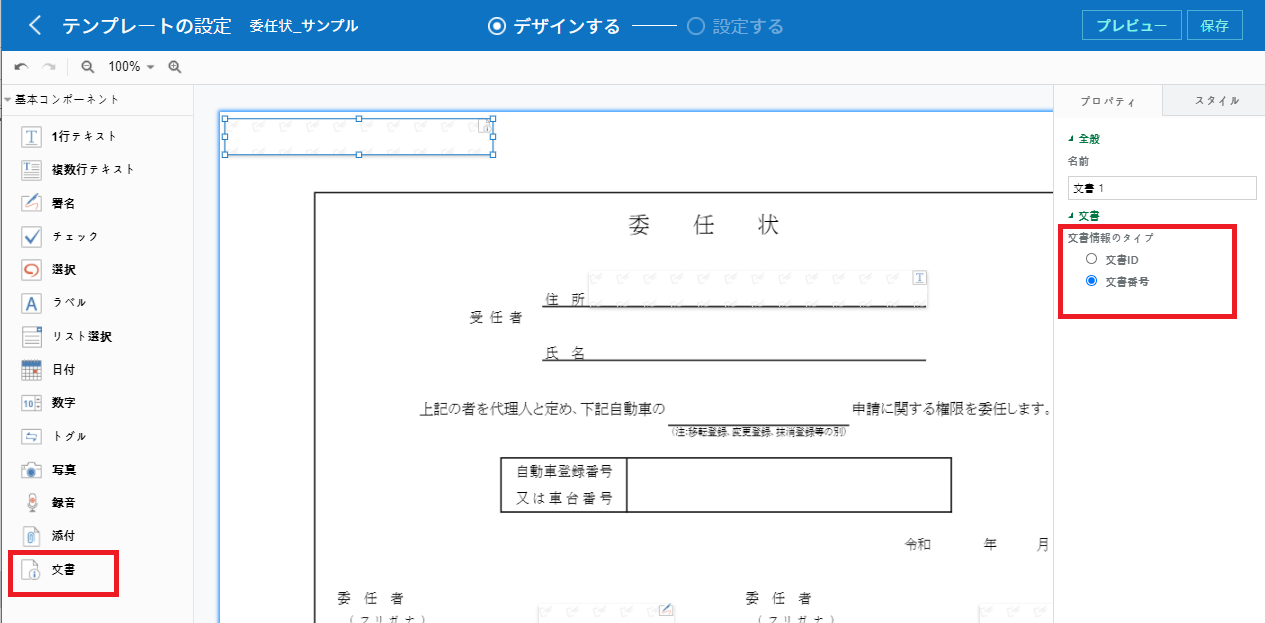 テンプレートの設定 委任状_サンプル デザインする 設定する プレビュー 保存
100%
基本コンポーネント
1行テキスト
複数行テキスト
署名
チェック
選択
ラベル
リスト選択
日付
数字
トグル
写真
録音
添付
文書
委 任 状
住 所
受 任 者
氏 名
上記の者を代理人と定め、下記自動車の 申請に関する権限を委任します。
(注:移転登録、変更登録、抹消登録等の別)
自動車登録番号
又は車台番号
令和 年 月
委 任 者 委 任 者
(フリガナ) (フリガナ)
プロパティ スタイル
全般
名前
文書 1
文書
文書情報のタイプ
文書ID
文書番号